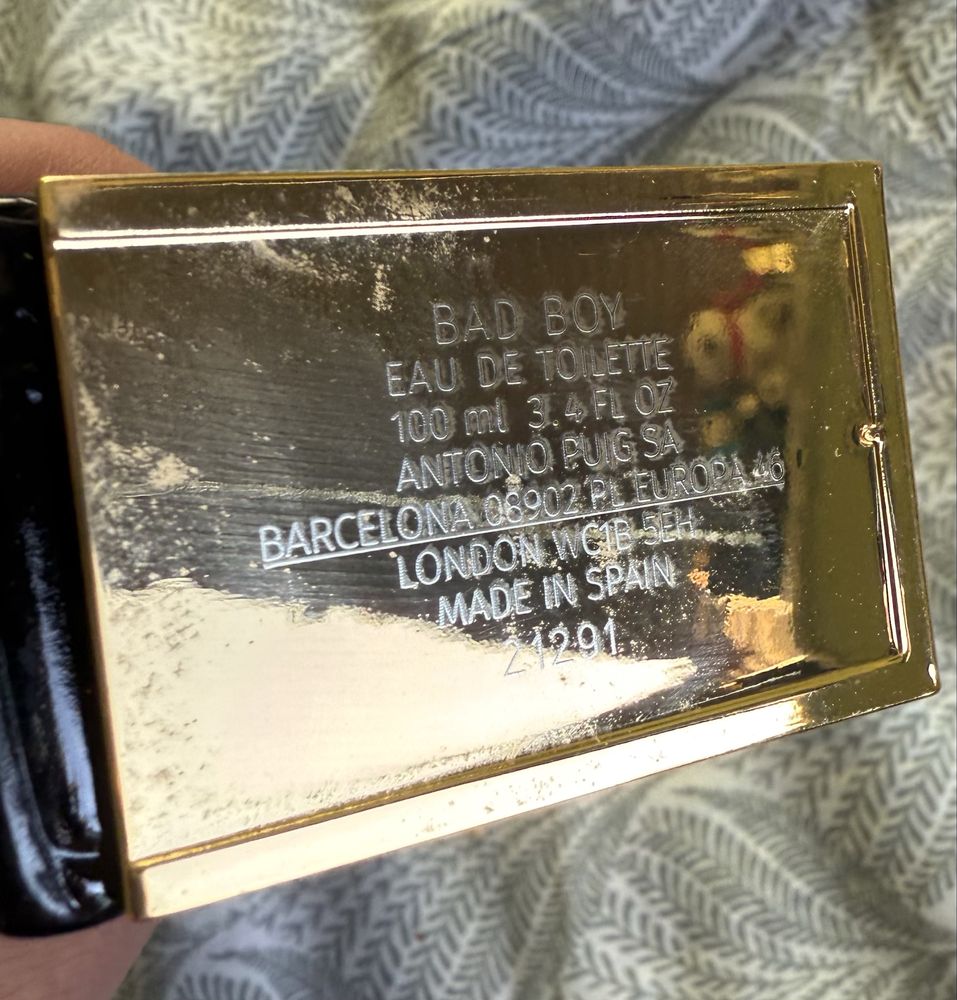 BAD BOY
EAU DE TOILETTE
100 ml 3.4 FL OZ
ANTONIO PUIG SA
BARCELONA 08902 PL EUROPA 46
LONDON WC1B 5EH
MADE IN SPAIN
21291